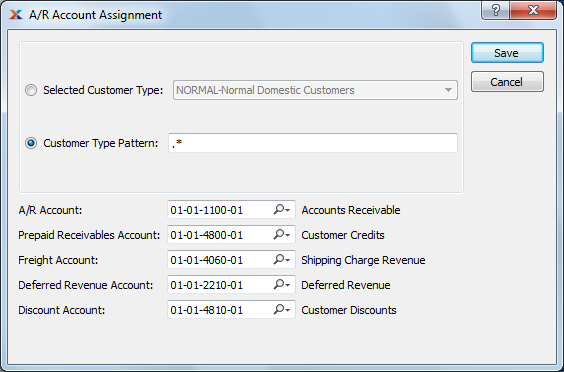 A/R Account Assignment
Save
Selected Customer Type: NORMAL-Normal Domestic Customers
Cancel
Customer Type Pattern: .*
A/R Account: 01-01-1100-01 Accounts Receivable
Prepaid Receivables Account: 01-01-4800-01 Customer Credits
Freight Account: 01-01-4060-01 Shipping Charge Revenue
Deferred Revenue Account: 01-01-2210-01 Deferred Revenue
Discount Account: 01-01-4810-01 Customer Discounts